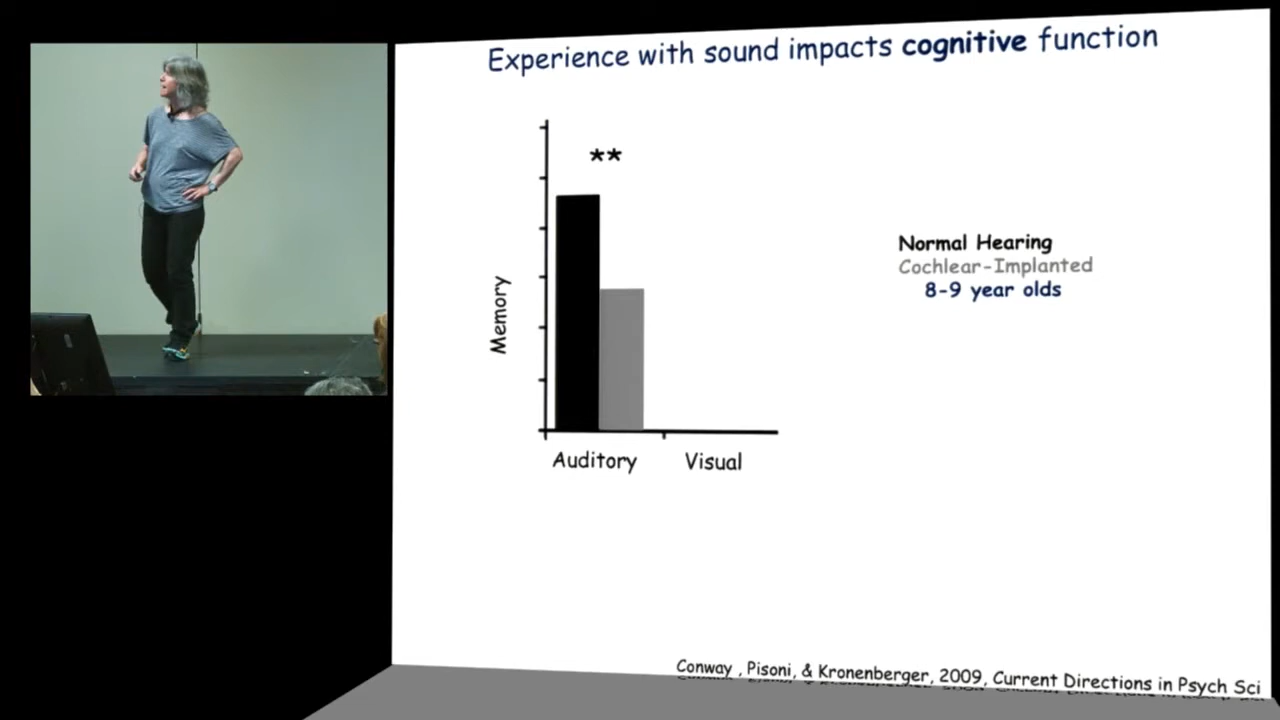 Experience with sound impacts cognitive function
**
Memory
Normal Hearing
Cochlear-Implanted
8-9 year olds
Auditory Visual
Conway , Pisoni, & Kronenberger, 2009, Current Directions in Psych Sci